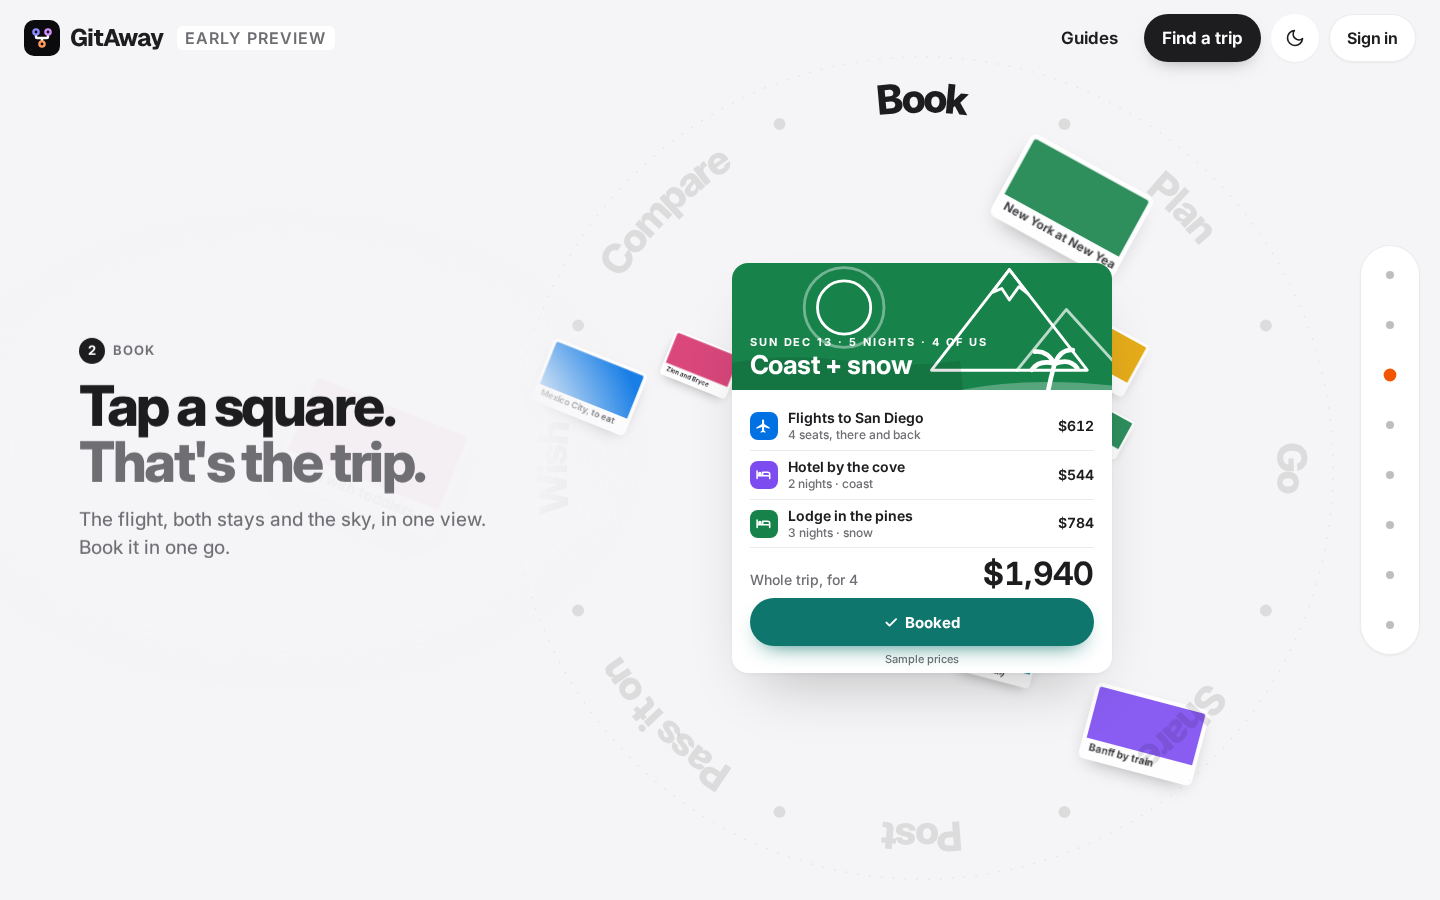 GitAway
EARLY PREVIEW
Guides
Find a trip
Sign in
Book
Compare
Plan
New York at New Yea
SUN DEC 13 · 5 NIGHTS · 4 OF US
Coast + snow
Zion and Bryce
Mexico City, to eat
2
BOOK
Tap a square.
That's the trip.
The flight, both stays and the sky, in one view.
Book it in one go.
Flights to San Diego
4 seats, there and back
$612
Hotel by the cove
2 nights · coast
$544
Lodge in the pines
3 nights · snow
$784
Whole trip, for 4
$1,940
Booked
Sample prices
Go
Wish
Pass it on
Share
Banff by train
Post